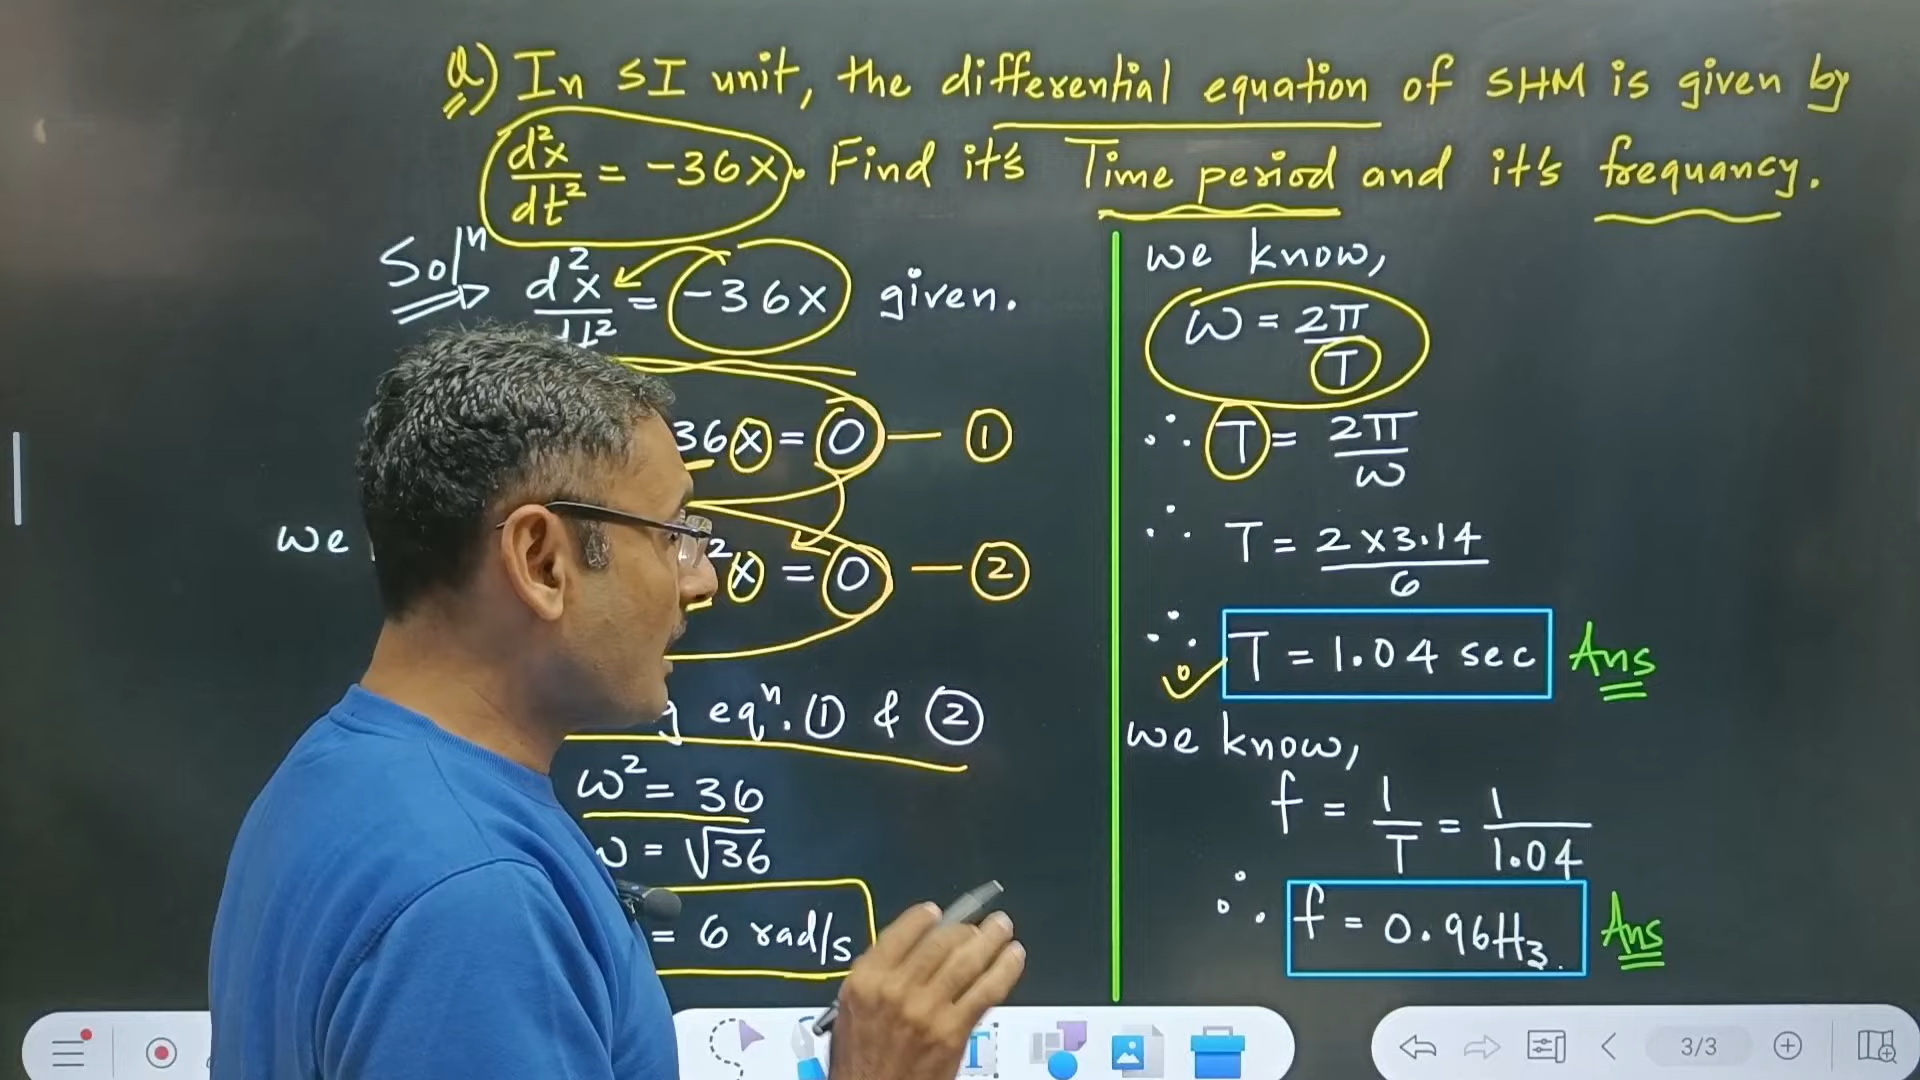 Q) In SI unit, the differential equation of SHM is given by
d²x/dt² = -36x. Find it's Time period and it's frequancy.
Solⁿ d²x/dt² = -36x given.
36x = 0 — ①
we
²x = 0 — ②
g eqⁿ. ① & ②
ω² = 36
ω = √36
= 6 rad/s
we know,
ω = 2π/T
∴ T = 2π/ω
∴ T = 2 x 3.14/6
∴ T = 1.04 sec Ans
we know,
f = 1/T = 1/1.04
∴ f = 0.96Hz. Ans
T
3/3